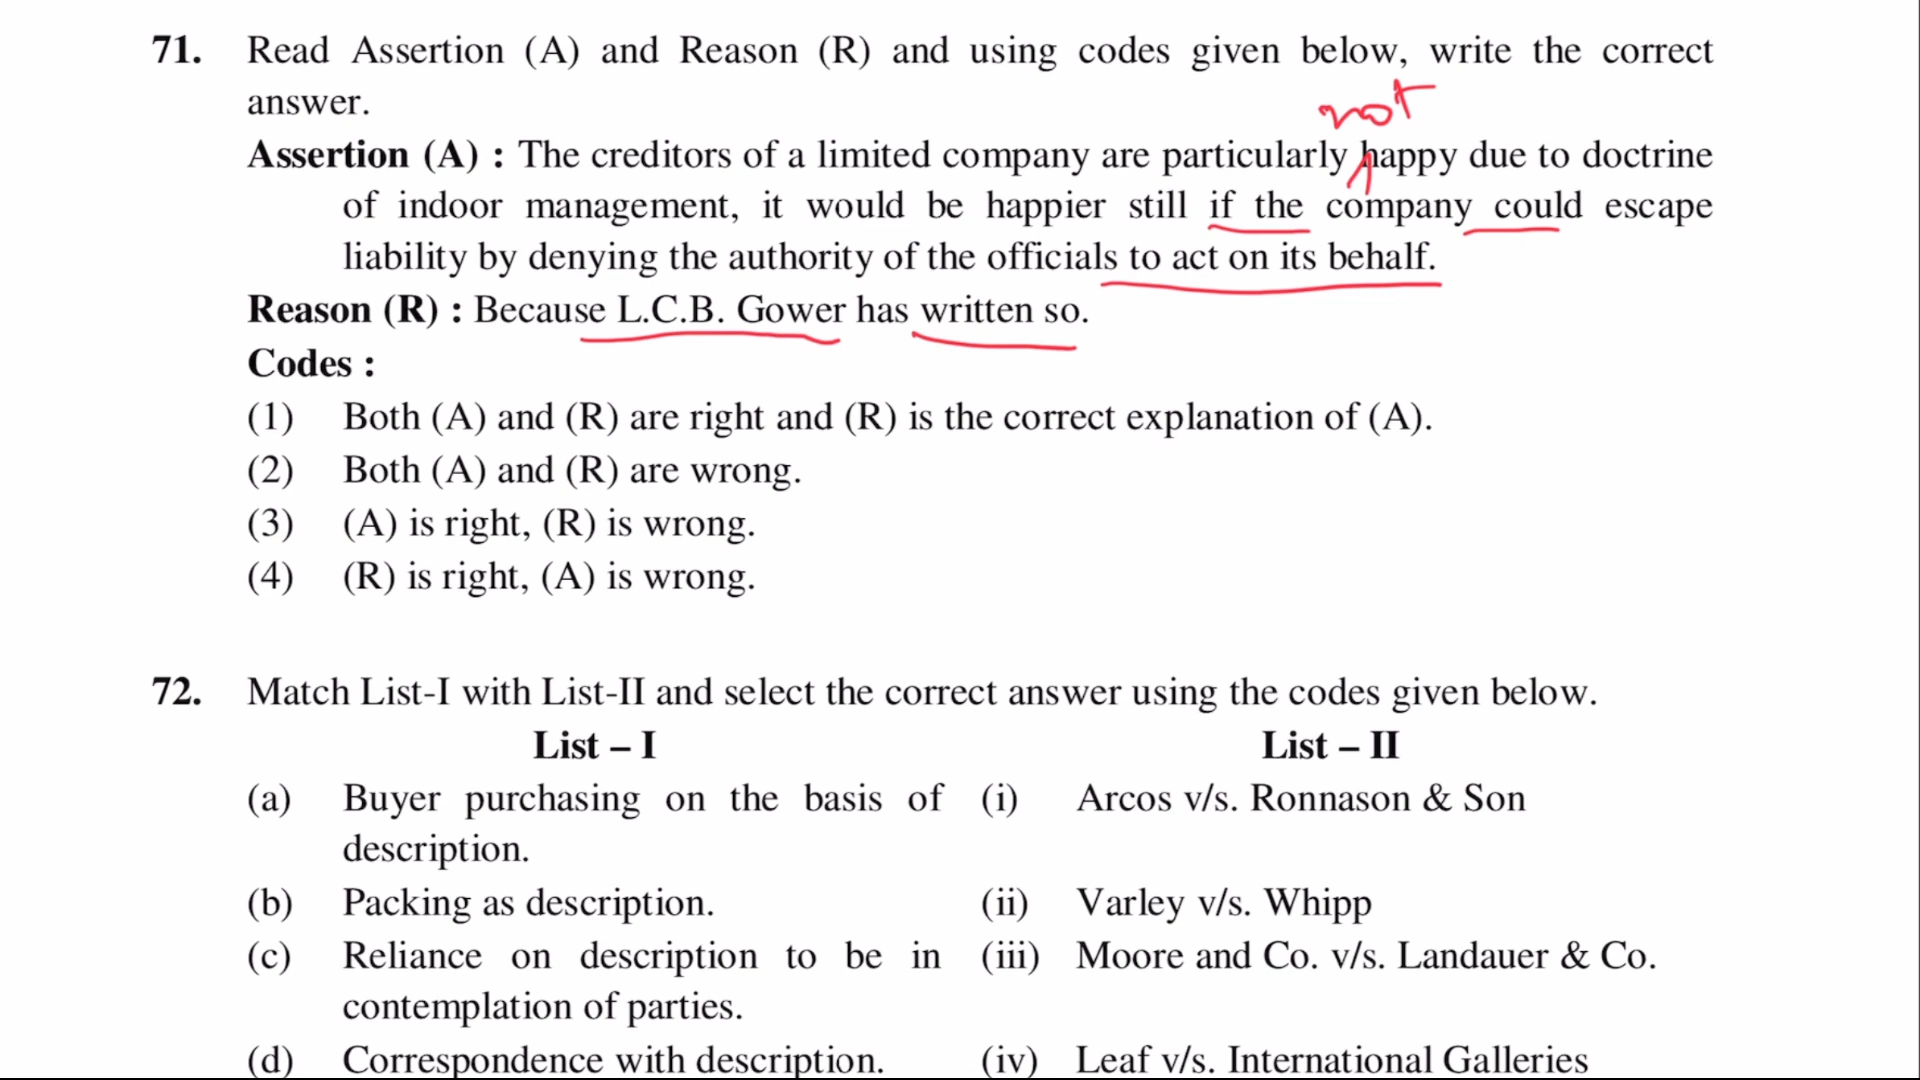 71. Read Assertion (A) and Reason (R) and using codes given below, write the correct
answer.
not
Assertion (A) : The creditors of a limited company are particularly happy due to doctrine
of indoor management, it would be happier still if the company could escape
liability by denying the authority of the officials to act on its behalf.
Reason (R) : Because L.C.B. Gower has written so.
Codes :
(1) Both (A) and (R) are right and (R) is the correct explanation of (A).
(2) Both (A) and (R) are wrong.
(3) (A) is right, (R) is wrong.
(4) (R) is right, (A) is wrong.
72. Match List-I with List-II and select the correct answer using the codes given below.
List – I List – II
(a) Buyer purchasing on the basis of (i) Arcos v/s. Ronnason & Son
description.
(b) Packing as description. (ii) Varley v/s. Whipp
(c) Reliance on description to be in (iii) Moore and Co. v/s. Landauer & Co.
contemplation of parties.
(d) Correspondence with description. (iv) Leaf v/s. International Galleries